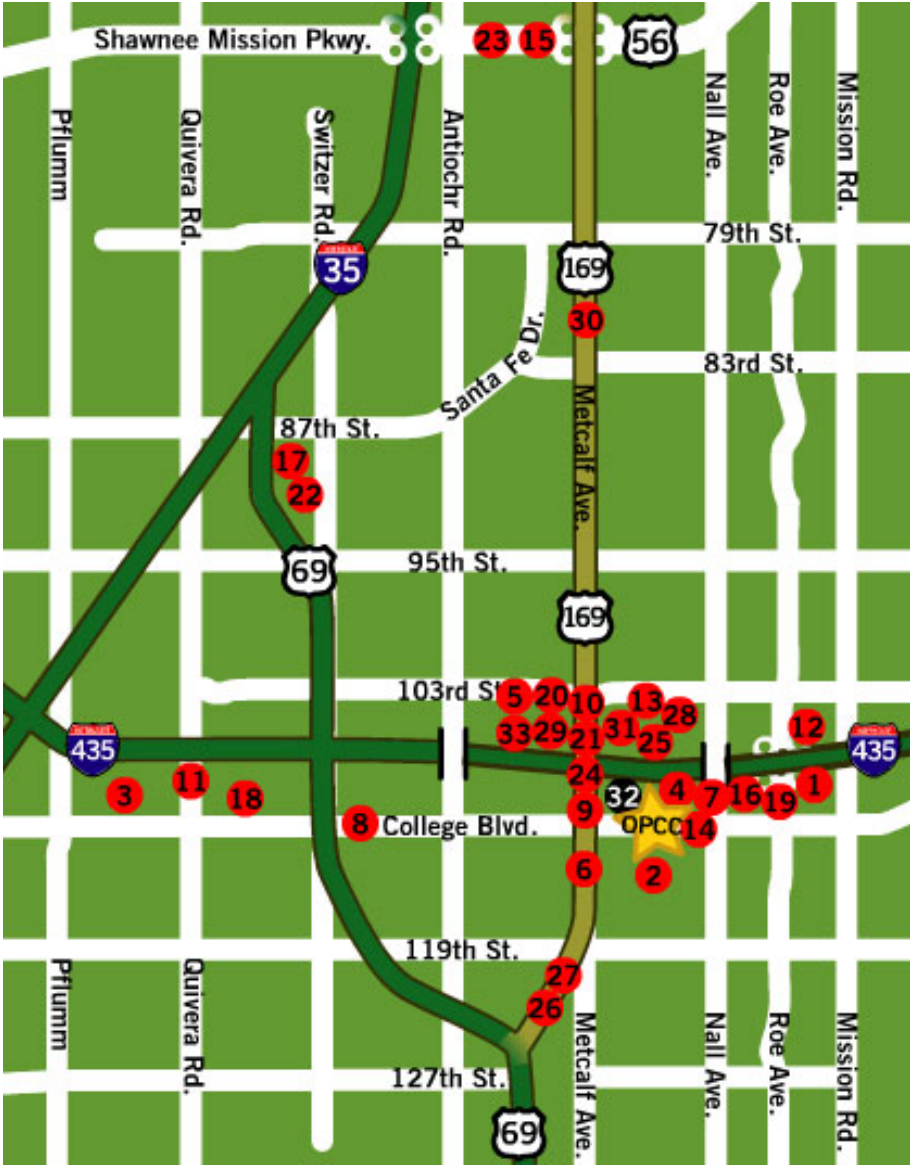 Shawnee Mission Pkwy.
23
15
56
Pflumm
Quivera Rd.
Switzer Rd.
Antiochr Rd.
Nall Ave.
Roe Ave.
Mission Rd.
79th St.
35
169
30
Santa Fe Dr.
83rd St.
Metcalf Ave.
87th St.
17
22
95th St.
69
169
103rd St
5
20
10
13
28
33
29
21
31
25
12
435
435
24
3
11
18
32
4
7
16
19
1
9
8
College Blvd.
OPCC
14
6
2
119th St.
27
26
Pflumm
Quivera Rd.
Metcalf Ave.
Nall Ave.
Roe Ave.
Mission Rd.
127th St.
69